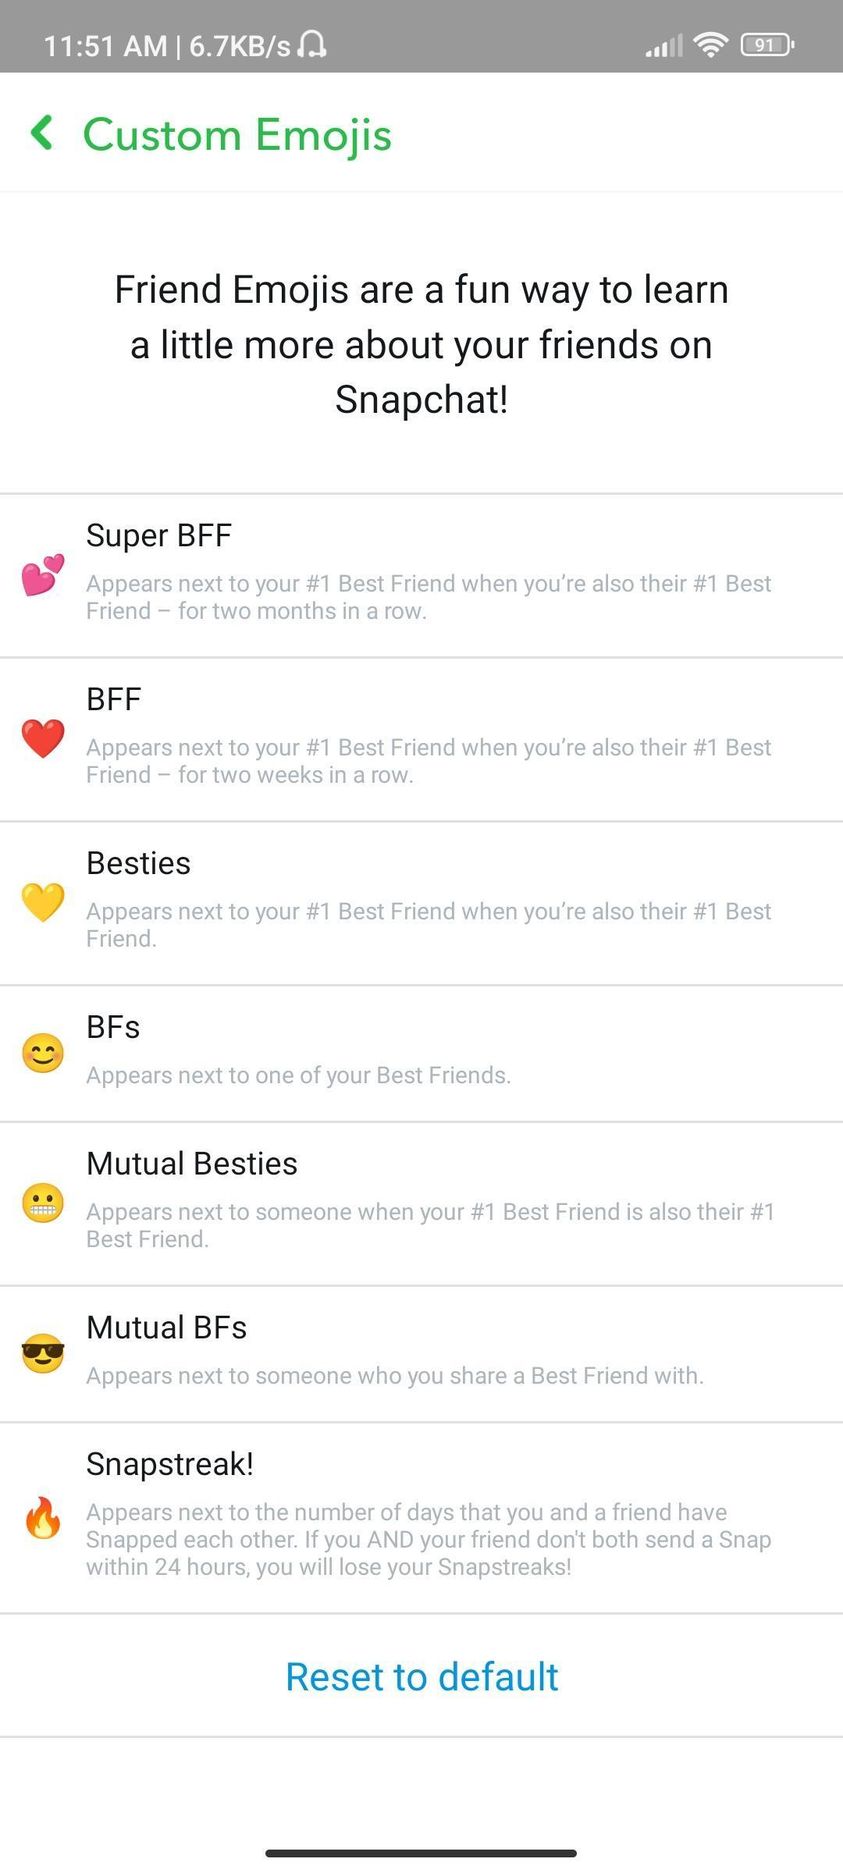 11:51 AM | 6.7KB/s
91
Custom Emojis
Friend Emojis are a fun way to learn
a little more about your friends on
Snapchat!
Super BFF
Appears next to your #1 Best Friend when you’re also their #1 Best
Friend – for two months in a row.
BFF
Appears next to your #1 Best Friend when you’re also their #1 Best
Friend – for two weeks in a row.
Besties
Appears next to your #1 Best Friend when you’re also their #1 Best
Friend.
BFs
Appears next to one of your Best Friends.
Mutual Besties
Appears next to someone when your #1 Best Friend is also their #1
Best Friend.
Mutual BFs
Appears next to someone who you share a Best Friend with.
Snapstreak!
Appears next to the number of days that you and a friend have
Snapped each other. If you AND your friend don't both send a Snap
within 24 hours, you will lose your Snapstreaks!
Reset to default